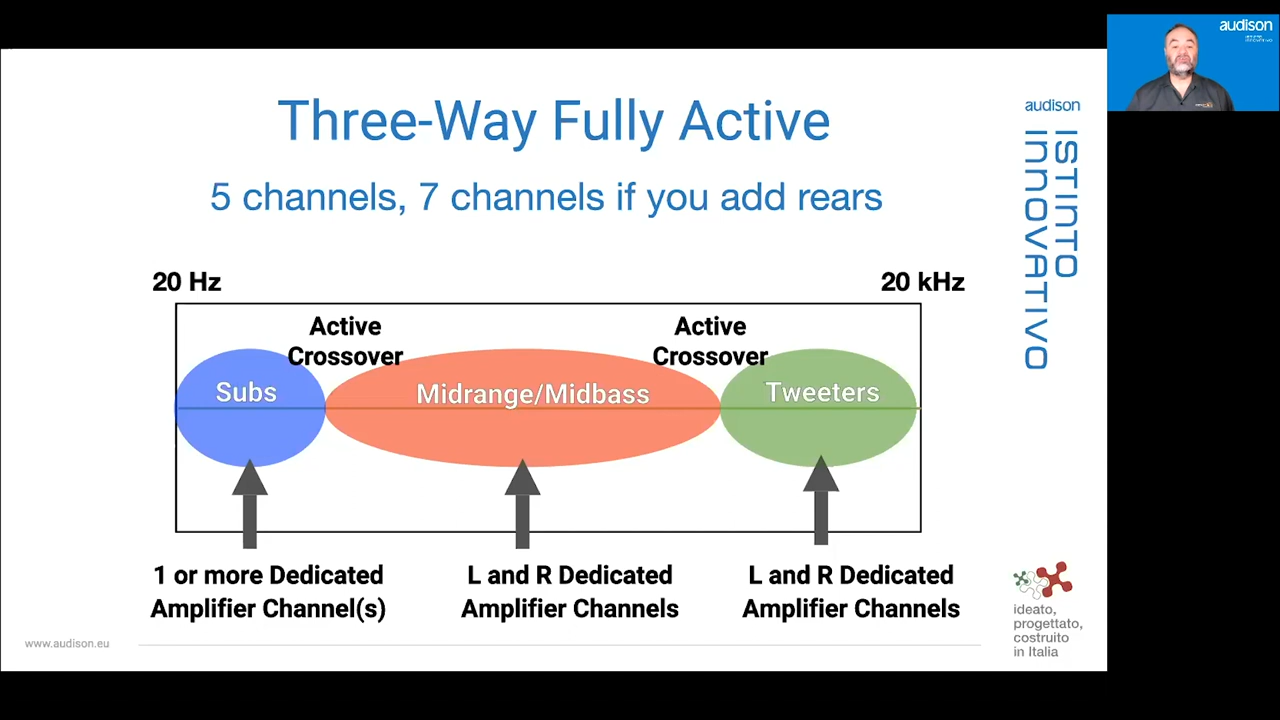 audison
Three-Way Fully Active
5 channels, 7 channels if you add rears
audison
ISTINTO
INNOVATIVO
20 Hz
20 kHz
Active
Crossover
Active
Crossover
Subs
Midrange/Midbass
Tweeters
1 or more Dedicated
Amplifier Channel(s)
L and R Dedicated
Amplifier Channels
L and R Dedicated
Amplifier Channels
www.audison.eu
ideato,
progettato,
costruito
in Italia